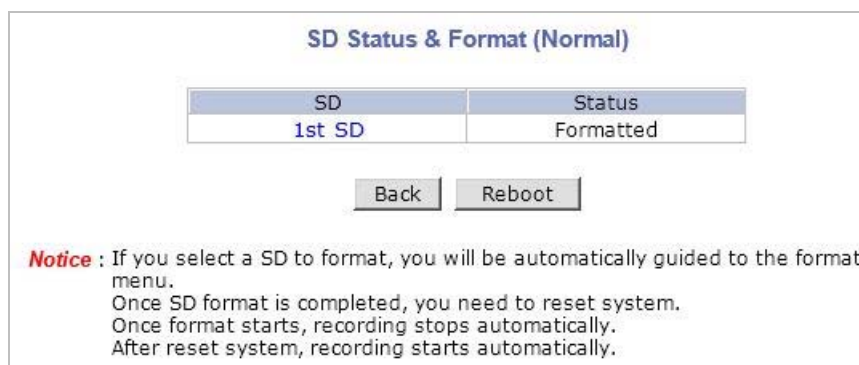 SD Status & Format (Normal)
SD Status
1st SD Formatted
Back Reboot
Notice : If you select a SD to format, you will be automatically guided to the format
menu.
Once SD format is completed, you need to reset system.
Once format starts, recording stops automatically.
After reset system, recording starts automatically.